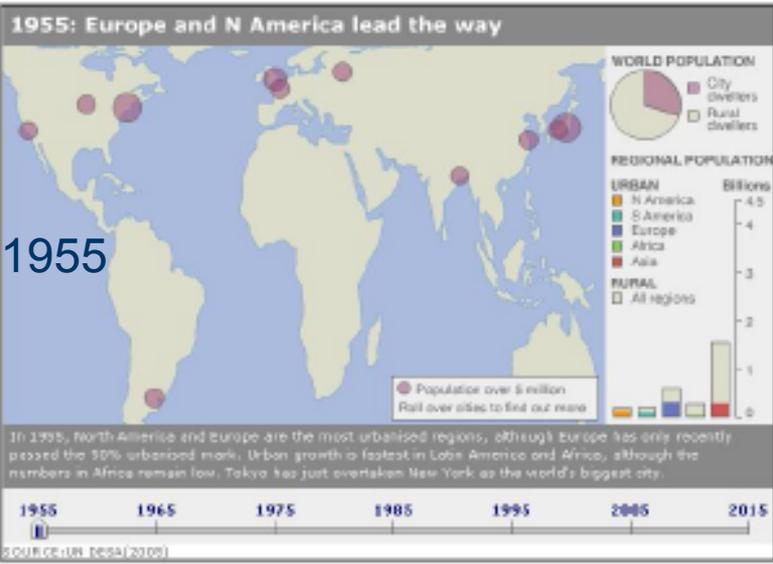 1955: Europe and N America lead the way
WORLD POPULATION
City
dwellers
Rural
dwellers
REGIONAL POPULATION
URBAN
Billions
N America
S America
Europe
Africa
Asia
RURAL
All regions
4.5
4
3
2
1
0
1955
Population over 5 million
Roll over cities to find out more
In 1955, North America and Europe are the most urbanised regions, although Europe has only recently
passed the 50% urbanised mark. Urban growth is fastest in Latin America and Africa, although the
numbers in Africa remain low. Tokyo has just overtaken New York as the world's biggest city.
1955 1965 1975 1985 1995 2005 2015
SOURCE:UN DESA(2005)